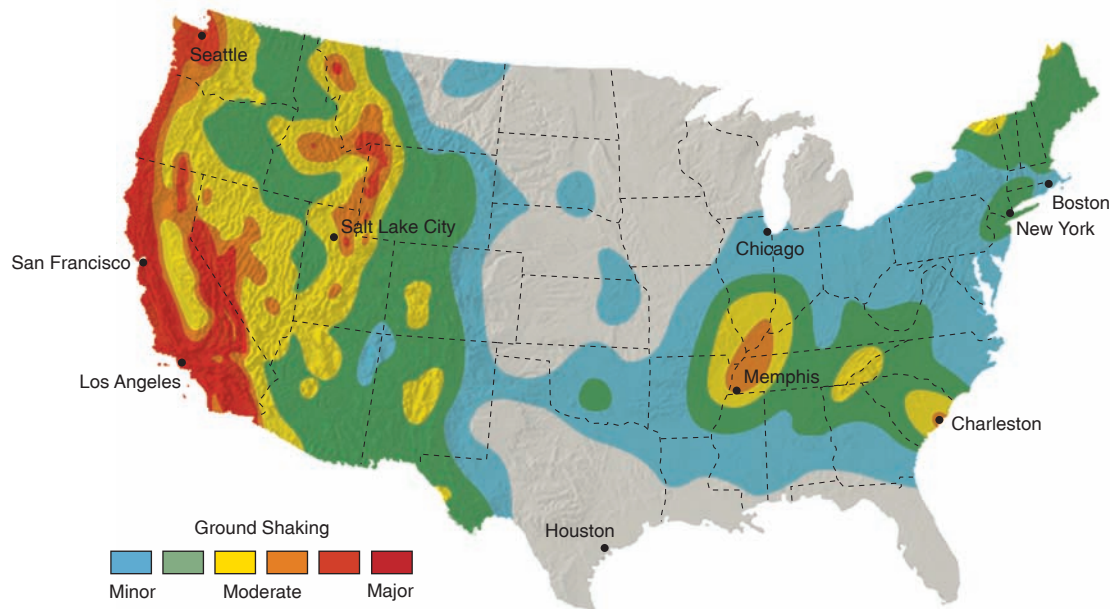 Seattle
Salt Lake City
San Francisco
Los Angeles
Chicago
Boston
New York
Memphis
Charleston
Houston
Ground Shaking
Minor Moderate Major